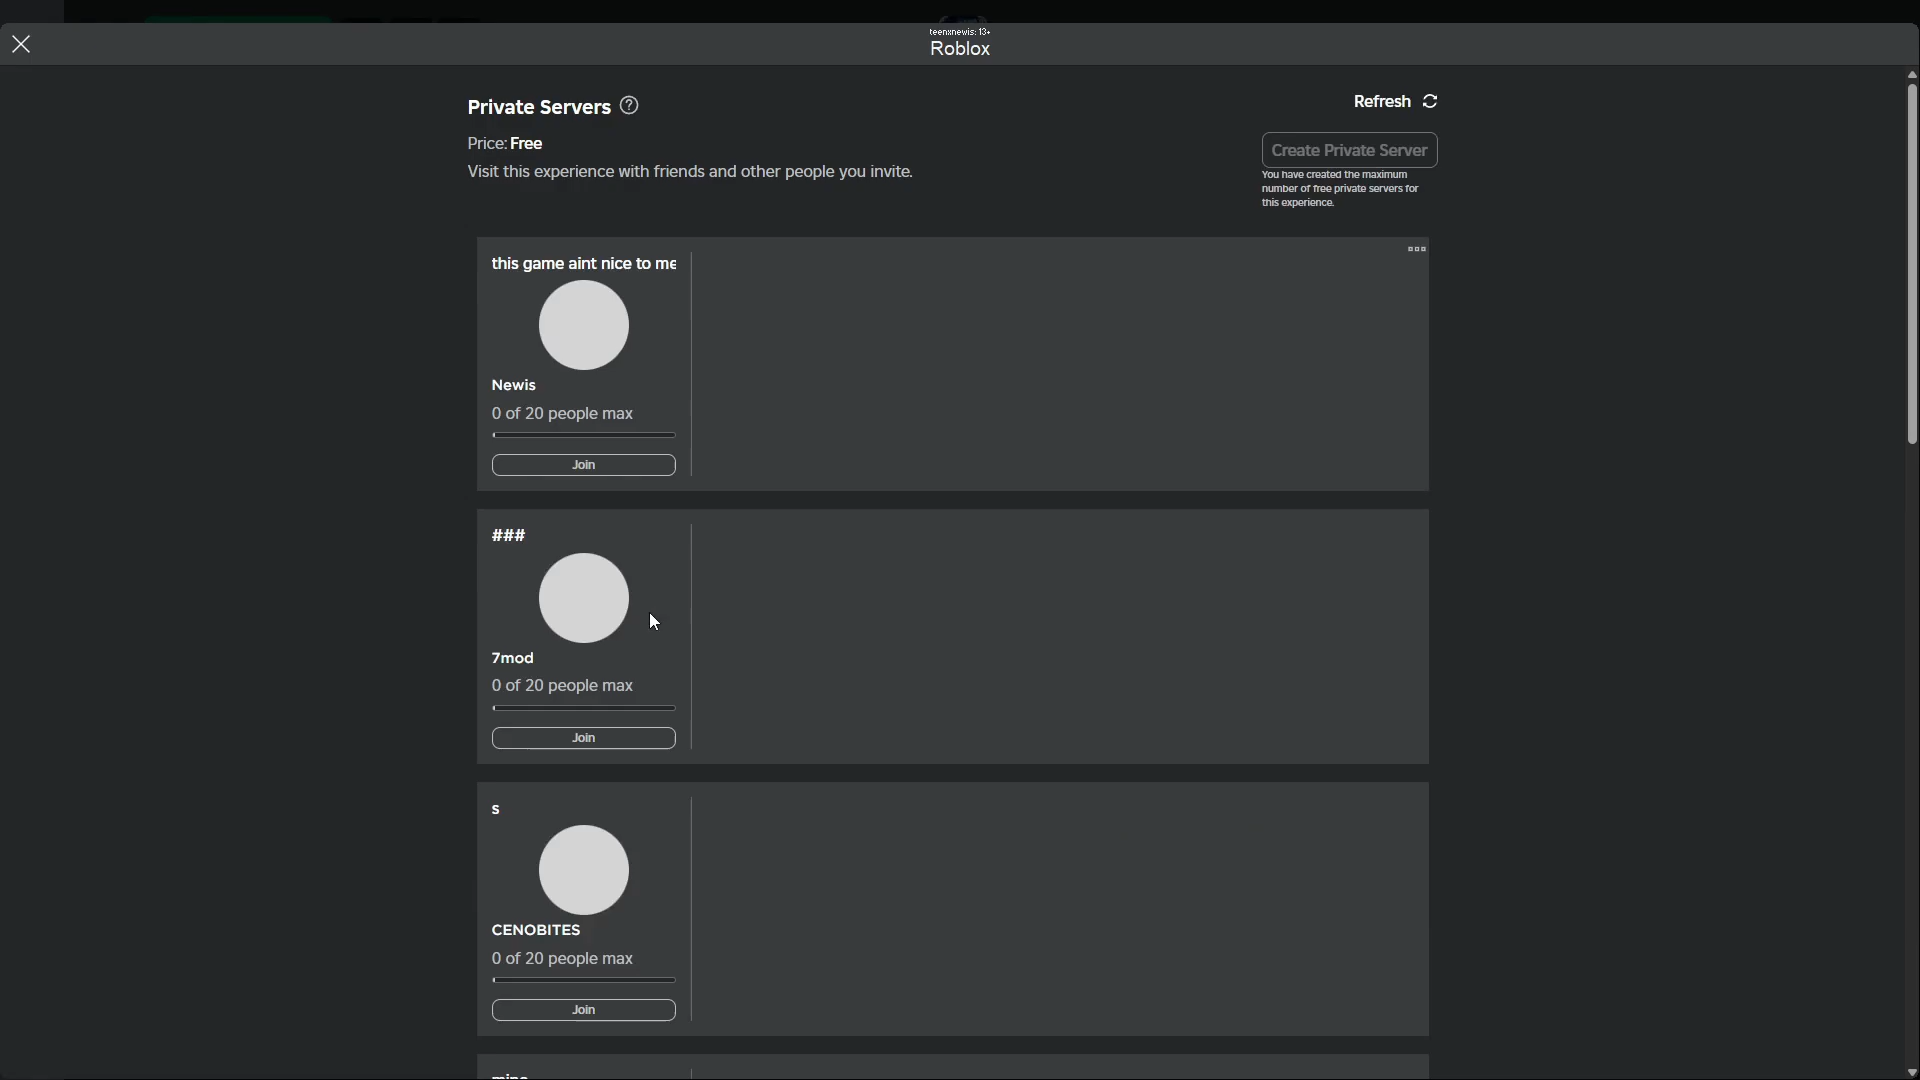 teenxnewis: 13+
Roblox
Private Servers
Refresh
Price: Free
Create Private Server
Visit this experience with friends and other people you invite.
You have created the maximum
number of free private servers for
this experience.
this game aint nice to me
Newis
0 of 20 people max
Join
###
7mod
0 of 20 people max
Join
s
CENOBITES
0 of 20 people max
Join